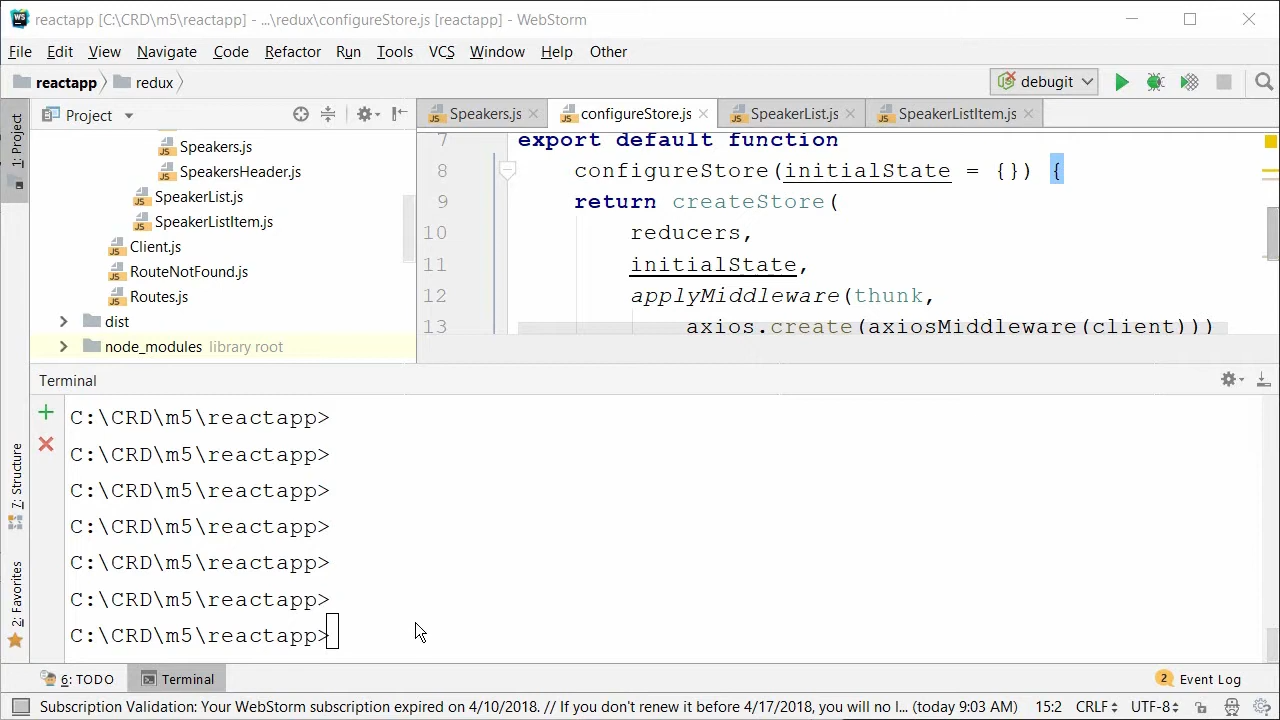 reactapp [C:\CRD\m5\reactapp] - ...\redux\configureStore.js [reactapp] - WebStorm
File Edit View Navigate Code Refactor Run Tools VCS Window Help Other
reactapp redux debugit
1: Project
Project
Speakers.js configureStore.js SpeakerList.js SpeakerListItem.js
Speakers.js
SpeakersHeader.js
SpeakerList.js
SpeakerListItem.js
Client.js
RouteNotFound.js
Routes.js
dist
node_modules library root
7 export default function
8 configureStore(initialState = {}) {
9 return createStore(
10 reducers,
11 initialState,
12 applyMiddleware(thunk,
13 axios.create(axiosMiddleware(client)))
Terminal
C:\CRD\m5\reactapp>
C:\CRD\m5\reactapp>
C:\CRD\m5\reactapp>
C:\CRD\m5\reactapp>
C:\CRD\m5\reactapp>
C:\CRD\m5\reactapp>
C:\CRD\m5\reactapp>
7: Structure
2: Favorites
6: TODO Terminal 2 Event Log
Subscription Validation: Your WebStorm subscription expired on 4/10/2018. // If you don't renew it before 4/17/2018, you will no l... (today 9:03 AM) 15:2 CRLF UTF-8